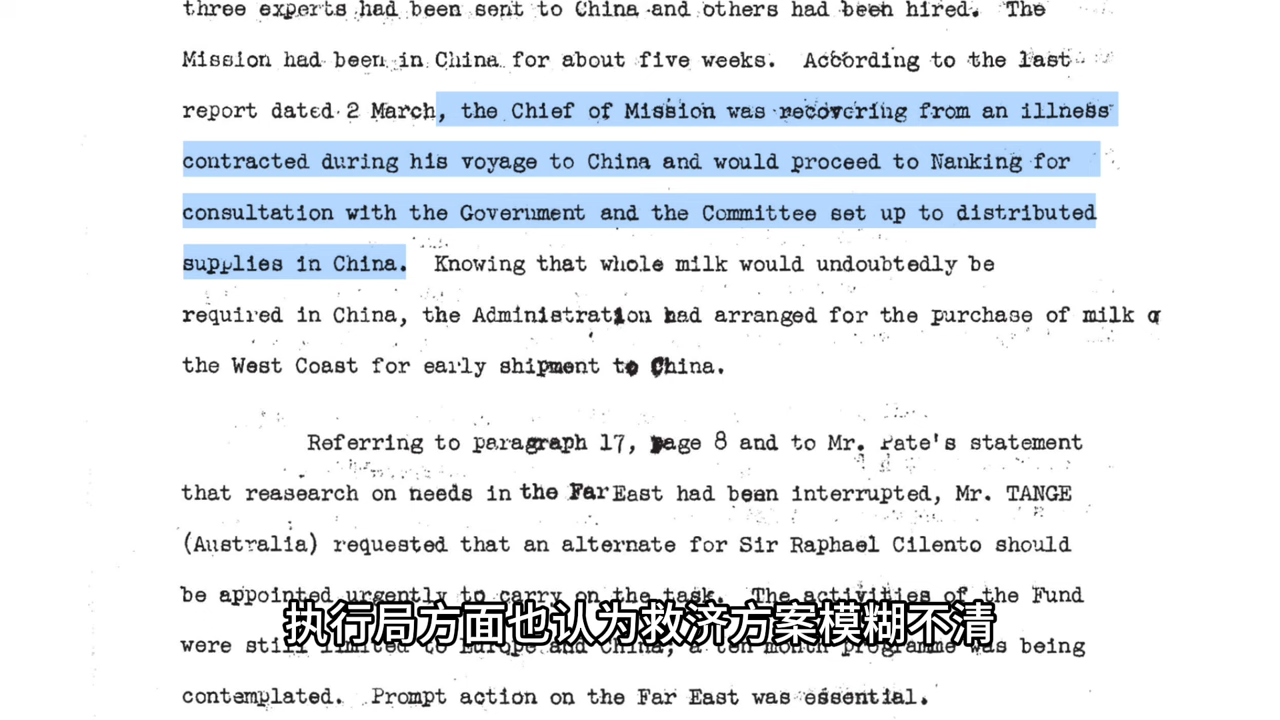 three experts had been sent to China and others had been hired. The
Mission had been in China for about five weeks. According to the last
report dated 2 March, the Chief of Mission was recovering from an illness
contracted during his voyage to China and would proceed to Nanking for
consultation with the Government and the Committee set up to distributed
supplies in China. Knowing that whole milk would undoubtedly be
required in China, the Administration had arranged for the purchase of milk
the West Coast for early shipment to China.
Referring to paragraph 17, page 8 and to Mr. Pate's statement
that reasearch on needs in the Far East had been interrupted, Mr. TANGE
(Australia) requested that an alternate for Sir Raphael Cilento should
be appointed urgently to carry on the task. The activities of the Fund
were still limited to Europe and China; a ten month programme was being
contemplated. Prompt action on the Far East was essential.
执行局方面也认为救济方案模糊不清